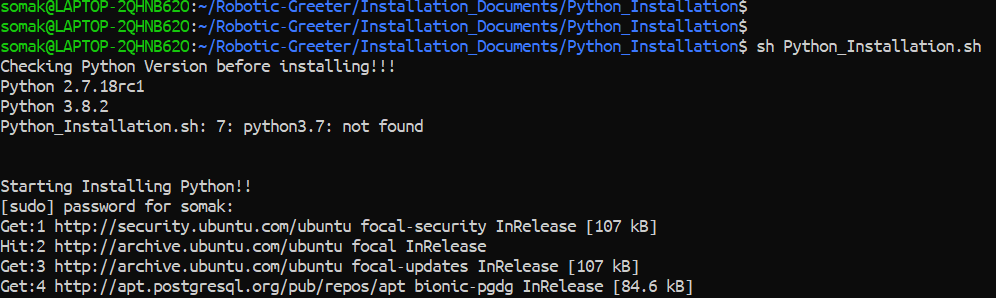 somak@LAPTOP-2QHNB62O:~/Robotic-Greeter/Installation_Documents/Python_Installation$
somak@LAPTOP-2QHNB62O:~/Robotic-Greeter/Installation_Documents/Python_Installation$
somak@LAPTOP-2QHNB62O:~/Robotic-Greeter/Installation_Documents/Python_Installation$ sh Python_Installation.sh
Checking Python Version before installing!!!
Python 2.7.18rc1
Python 3.8.2
Python_Installation.sh: 7: python3.7: not found
Starting Installing Python!!
[sudo] password for somak:
Get:1 http://security.ubuntu.com/ubuntu focal-security InRelease [107 kB]
Hit:2 http://archive.ubuntu.com/ubuntu focal InRelease
Get:3 http://archive.ubuntu.com/ubuntu focal-updates InRelease [107 kB]
Get:4 http://apt.postgresql.org/pub/repos/apt bionic-pgdg InRelease [84.6 kB]